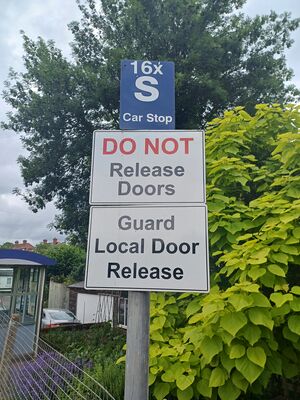 16x
S
Car Stop
DO NOT
Release
Doors
Guard
Local Door
Release